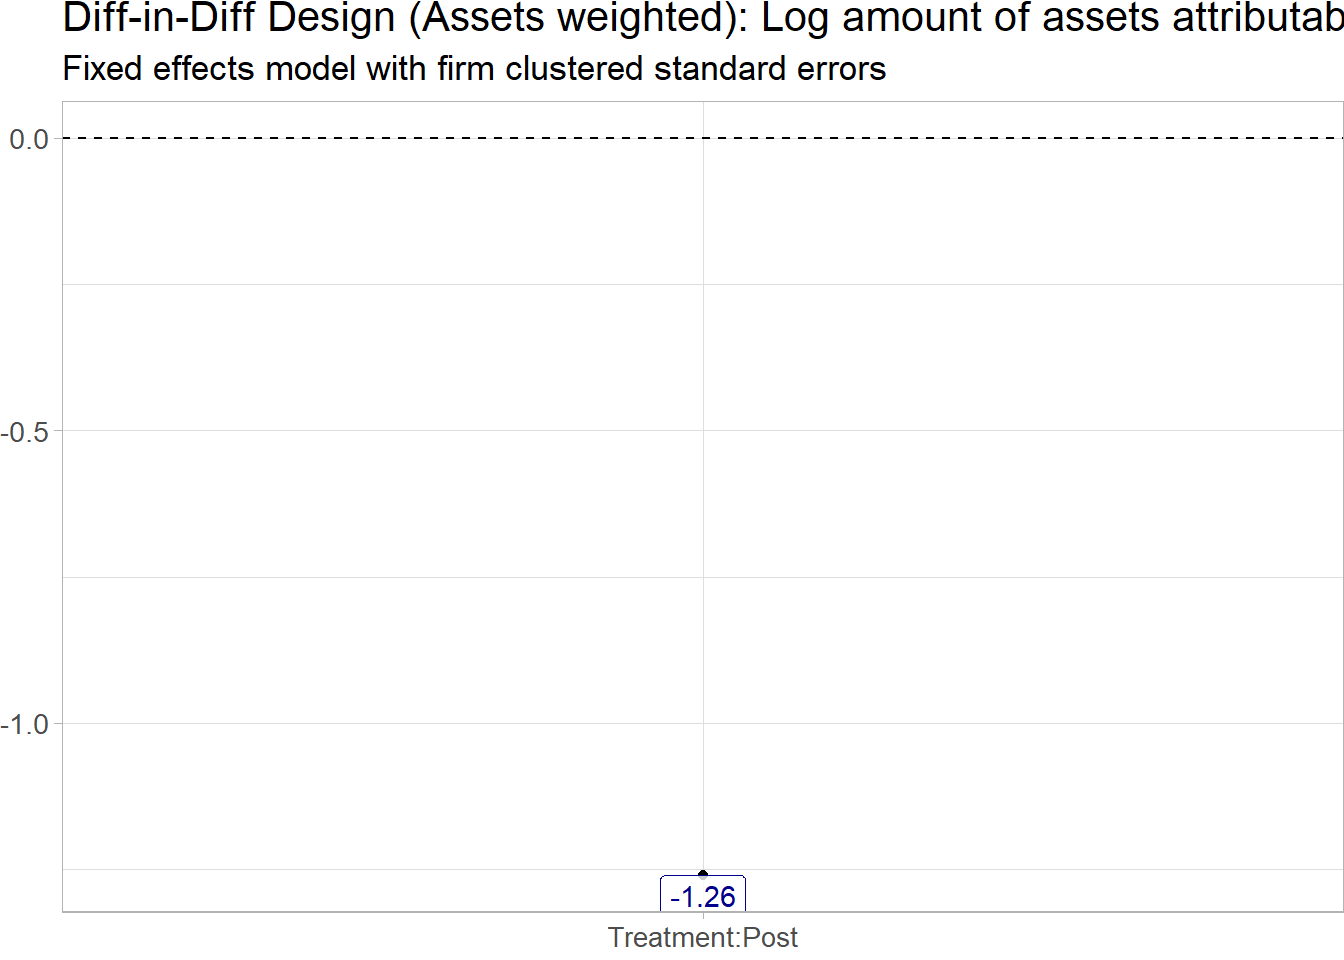 Diff-in-Diff Design (Assets weighted): Log amount of assets attributab
Fixed effects model with firm clustered standard errors
0.0
-0.5
-1.0
-1.26
Treatment:Post